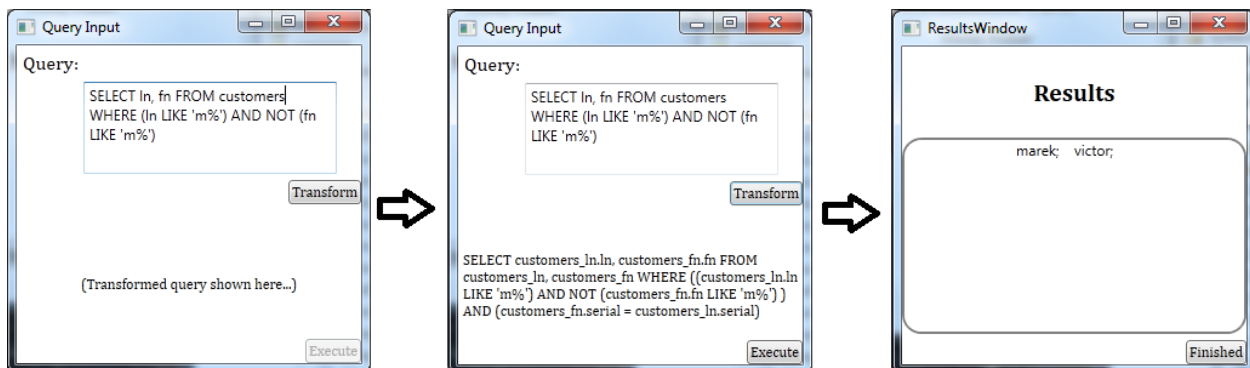 Query Input
Query:
SELECT ln, fn FROM customers
WHERE (ln LIKE 'm%') AND NOT (fn
LIKE 'm%')
Transform
(Transformed query shown here...)
Execute
Query Input
Query:
SELECT ln, fn FROM customers
WHERE (ln LIKE 'm%') AND NOT (fn
LIKE 'm%')
Transform
SELECT customers_ln.ln, customers_fn.fn FROM
customers_ln, customers_fn WHERE ((customers_ln.ln
LIKE 'm%') AND NOT (customers_fn.fn LIKE 'm%') )
AND (customers_fn.serial = customers_ln.serial)
Execute
ResultsWindow
Results
marek; victor;
Finished